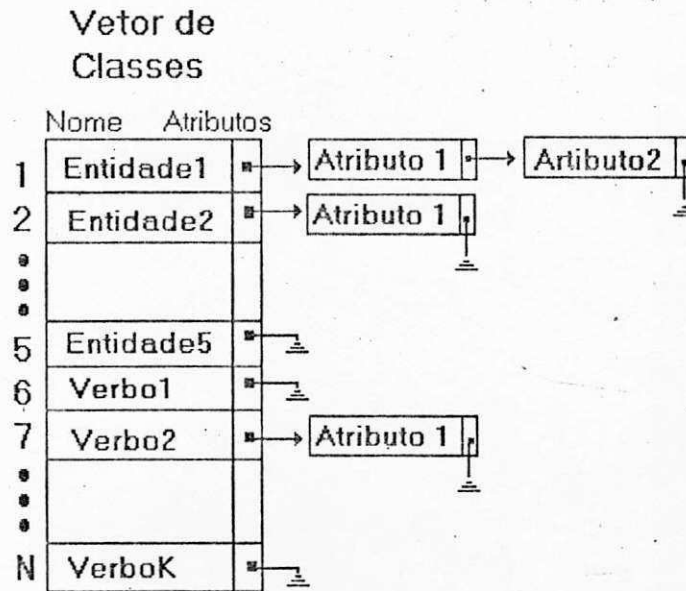 Vetor de
Classes
Nome Atributos
1 Entidade1 Atributo 1 Artibuto2
2 Entidade2 Atributo 1
5 Entidade5
6 Verbo1
7 Verbo2 Atributo 1
N VerboK